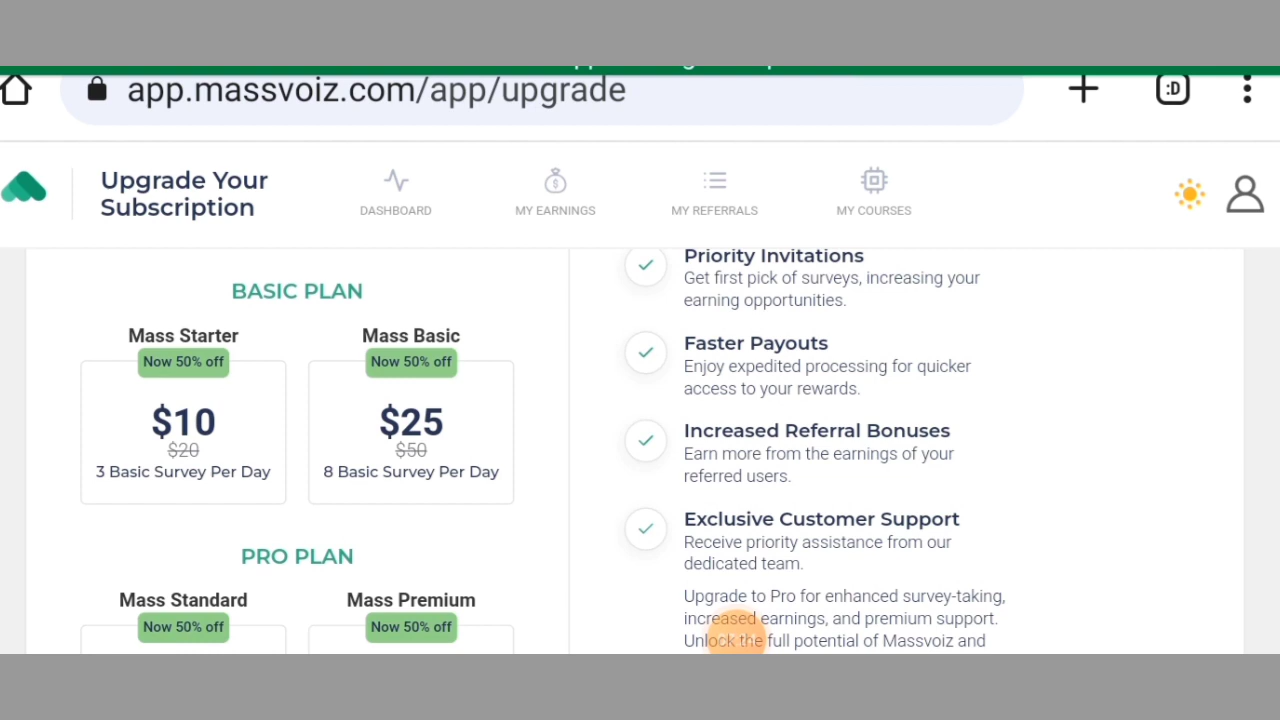 app.massvoiz.com/app/upgrade
:D
Upgrade Your
Subscription
DASHBOARD
MY EARNINGS
MY REFERRALS
MY COURSES
BASIC PLAN
Mass Starter
Now 50% off
$10
$20
3 Basic Survey Per Day
Mass Basic
Now 50% off
$25
$50
8 Basic Survey Per Day
PRO PLAN
Mass Standard
Now 50% off
Mass Premium
Now 50% off
Priority Invitations
Get first pick of surveys, increasing your
earning opportunities.
Faster Payouts
Enjoy expedited processing for quicker
access to your rewards.
Increased Referral Bonuses
Earn more from the earnings of your
referred users.
Exclusive Customer Support
Receive priority assistance from our
dedicated team.
Upgrade to Pro for enhanced survey-taking,
increased earnings, and premium support.
Unlock the full potential of Massvoiz and